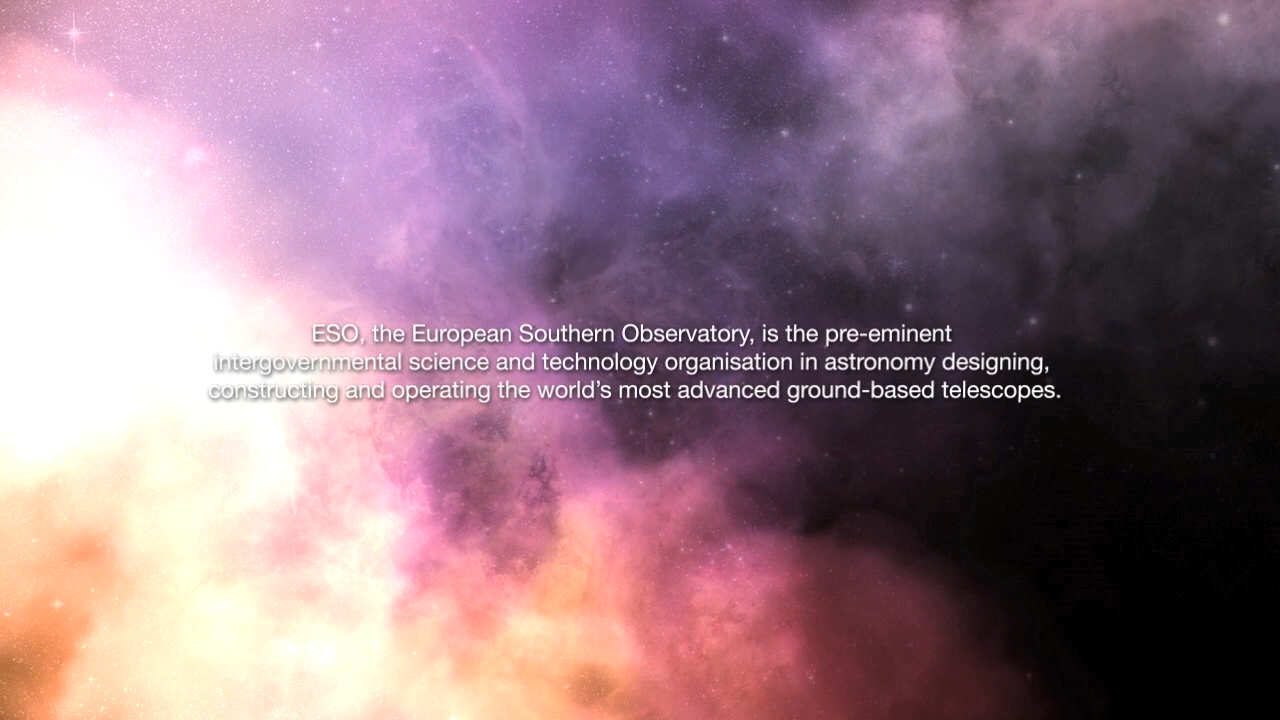 ESO, the European Southern Observatory, is the pre-eminent
intergovernmental science and technology organisation in astronomy designing,
constructing and operating the world’s most advanced ground-based telescopes.